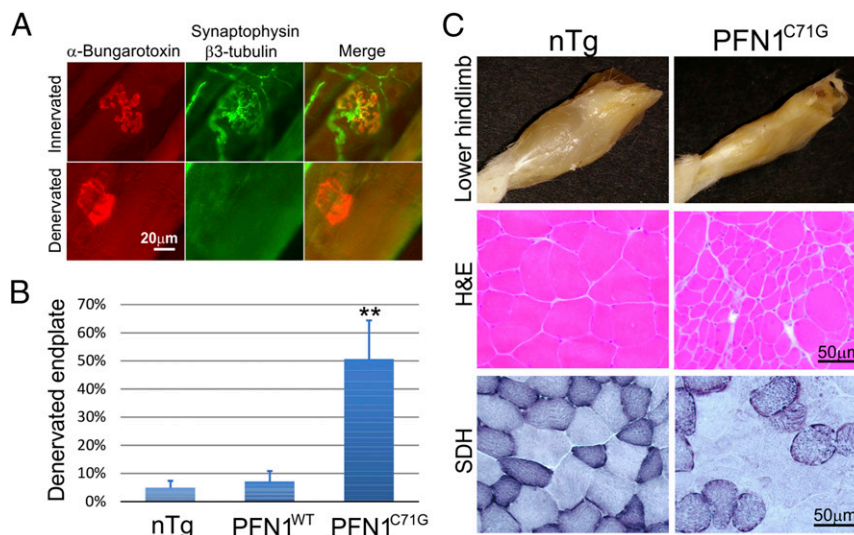 A
α-Bungarotoxin
Synaptophysin
β3-tubulin
Merge
Innervated
Denervated
20μm
B
Denervated endplate
70%
60%
50%
40%
30%
20%
10%
0%
**
nTg
PFN1WT
PFN1C71G
C
nTg
PFN1C71G
Lower hindlimb
H&E
50μm
SDH
50μm